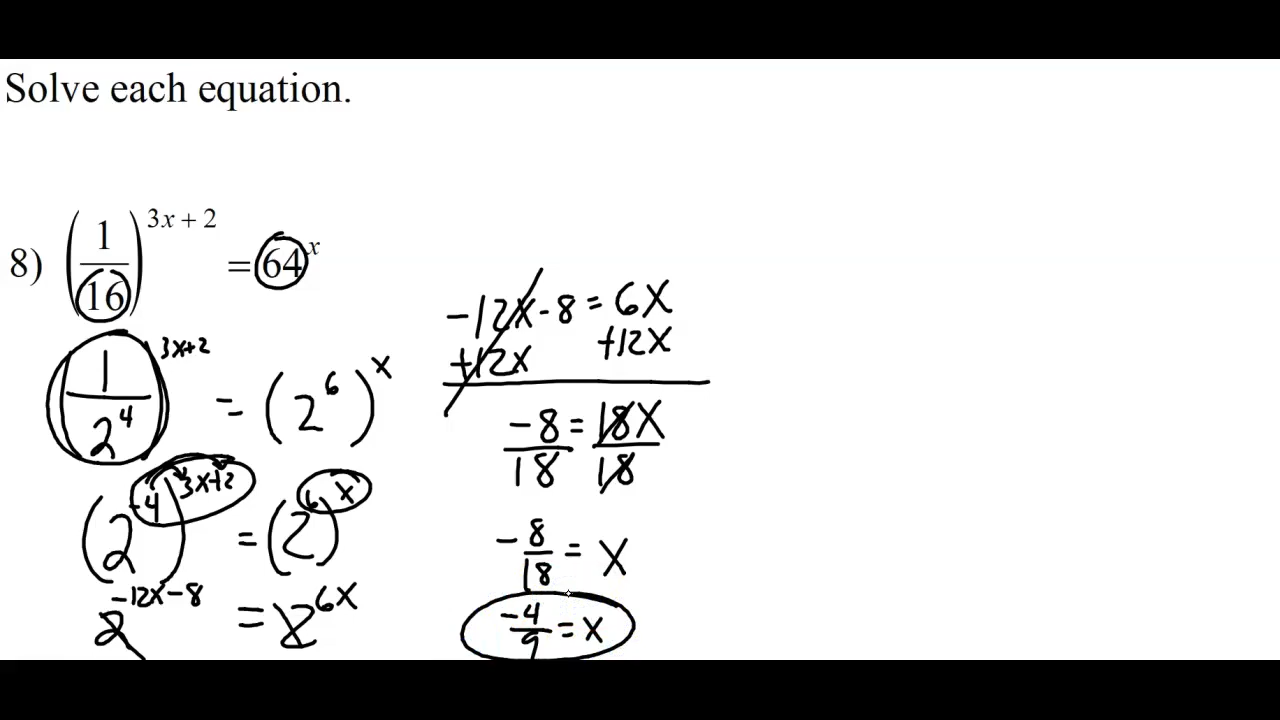 Solve each equation.
8) (1/16)^(3x + 2) = 64^x
(1/2^4)^(3x+2) = (2^6)^x
(2^-4)^(3x+2) = (2^6)^x
2^(-12x-8) = 2^(6x)
-12x-8 = 6x
+12x +12x
-8 = 18x
18 18
-8/18 = x
-4/9 = x